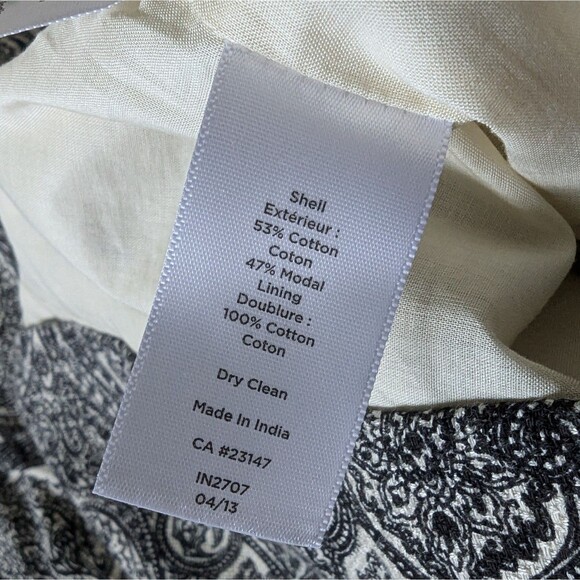 Shell
Extérieur :
53% Cotton
Coton
47% Modal
Lining
Doublure :
100% Cotton
Coton
Dry Clean
Made In India
CA #23147
IN2707
04/13